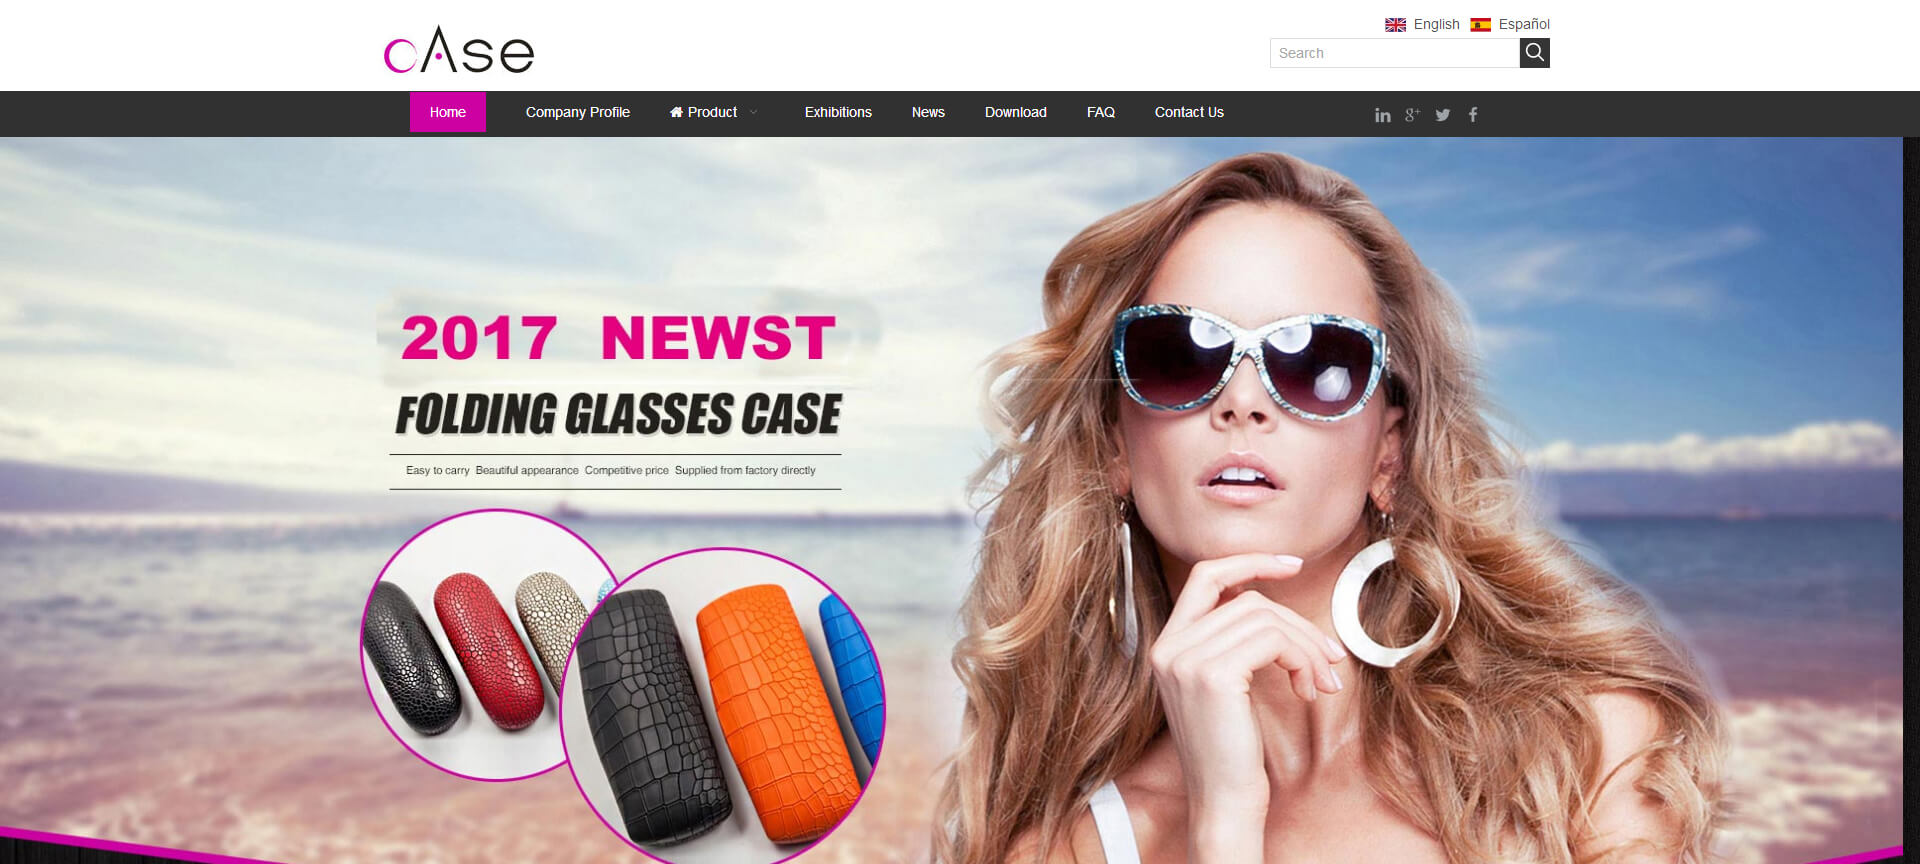 English Español
cAse
Search
Home Company Profile Product Exhibitions News Download FAQ Contact Us
2017 NEWST
FOLDING GLASSES CASE
Easy to carry Beautiful appearance Competitive price Supplied from factory directly